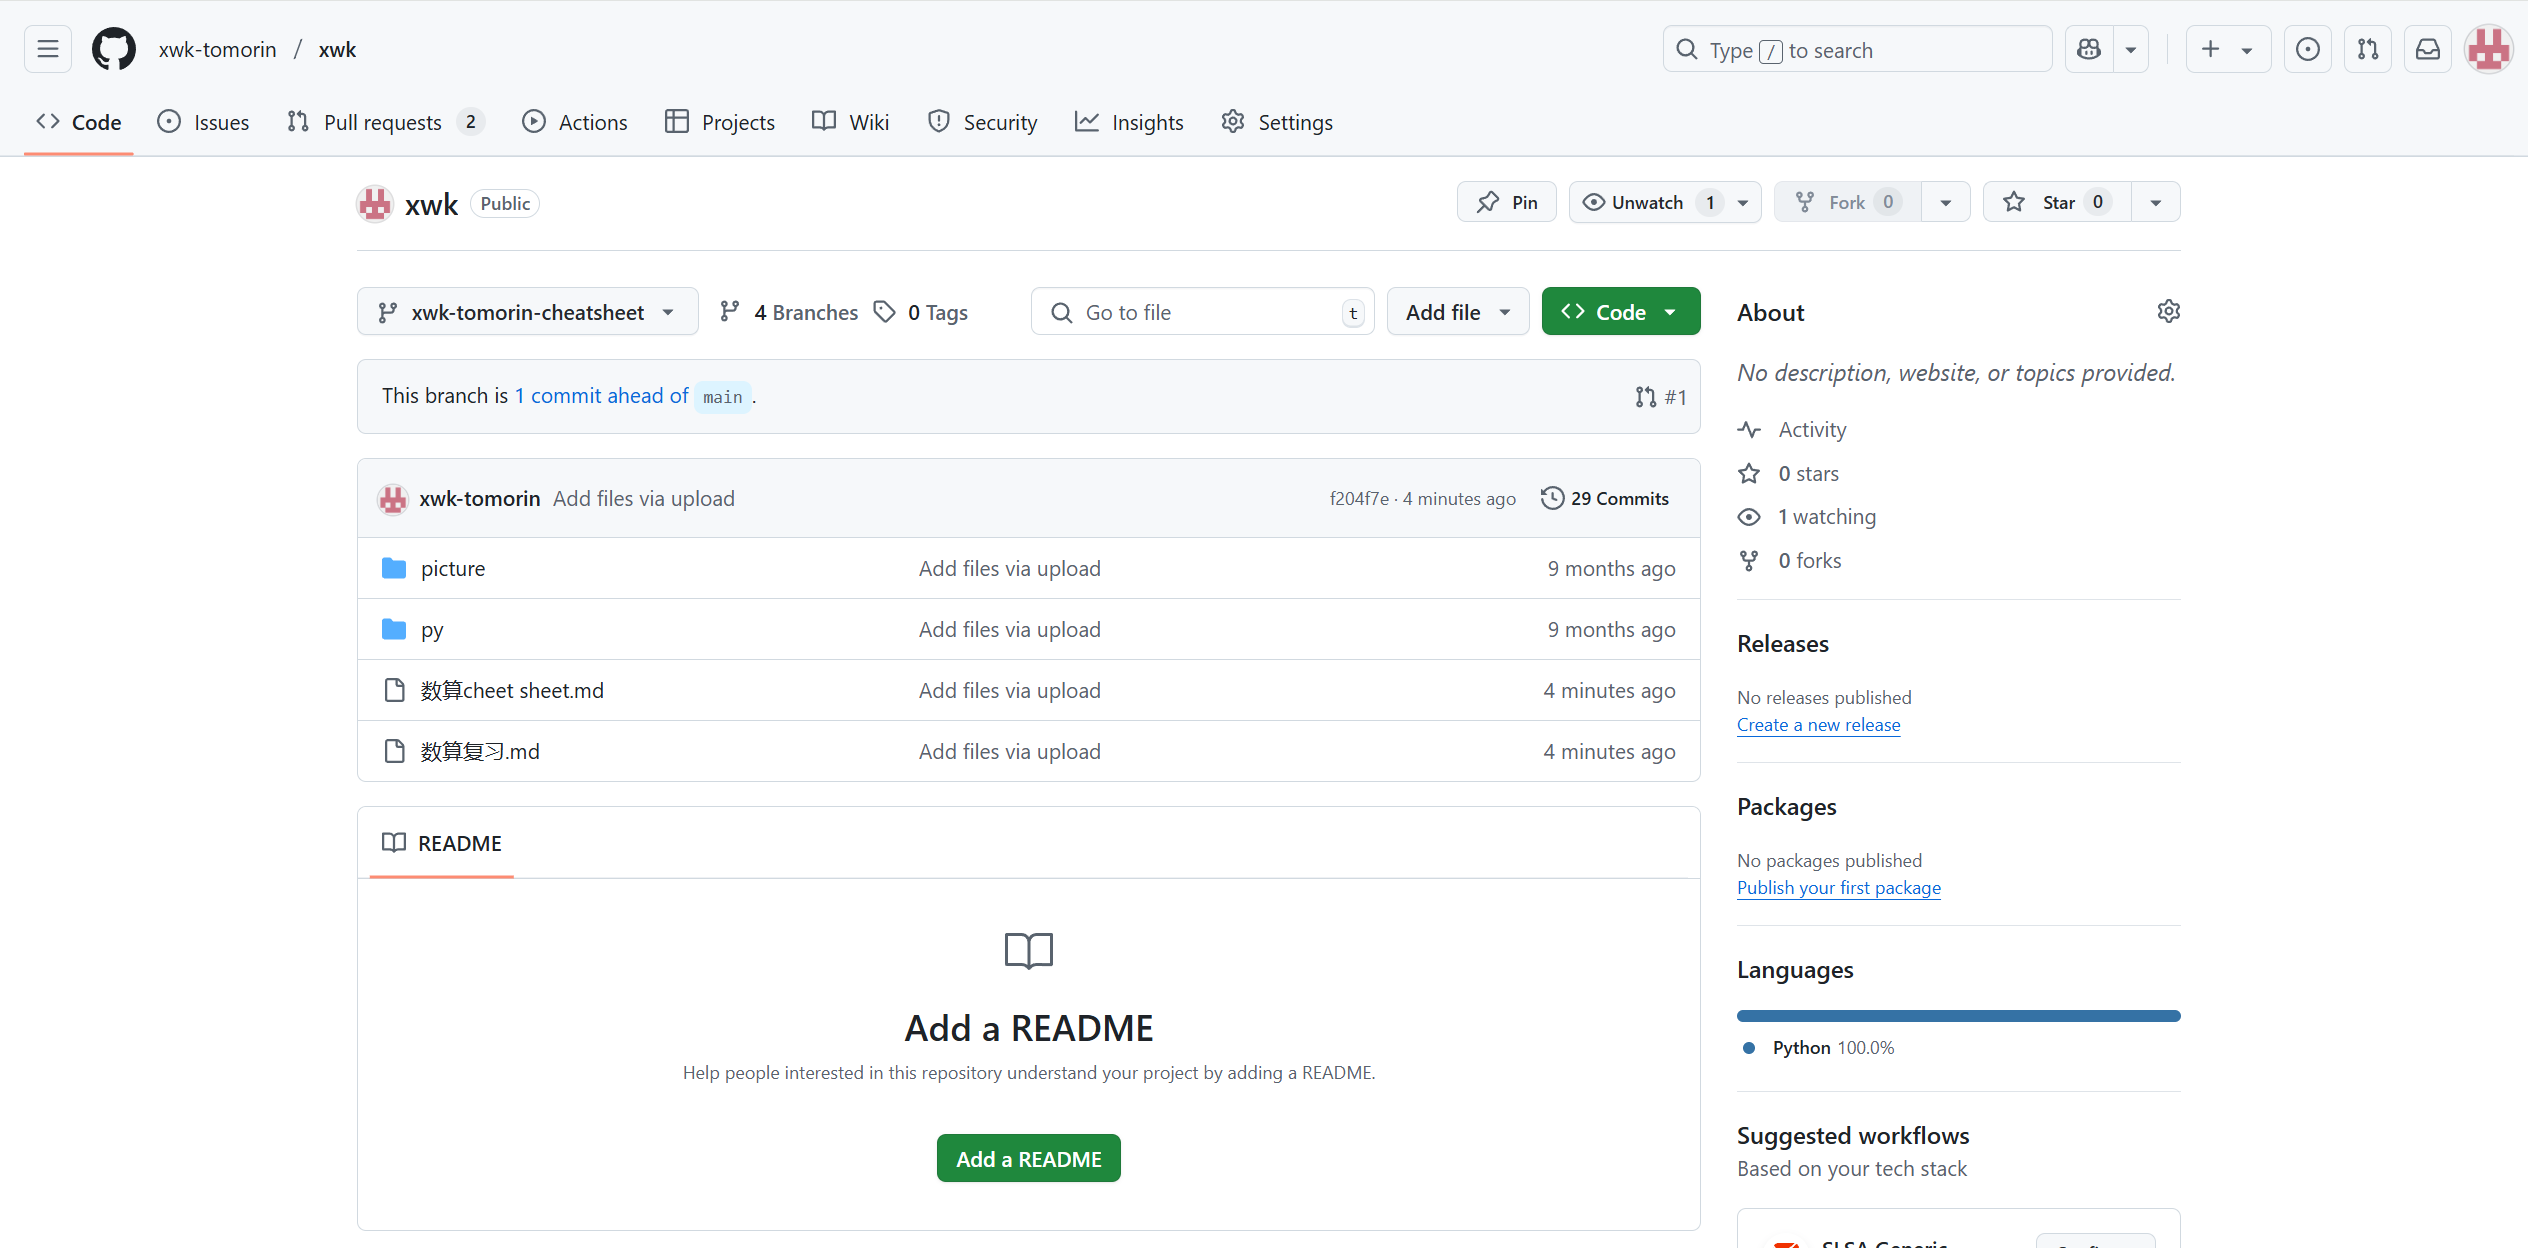 xwk-tomorin / xwk
Type / to search
Code
Issues
Pull requests 2
Actions
Projects
Wiki
Security
Insights
Settings
xwk Public
Pin
Unwatch 1
Fork 0
Star 0
xwk-tomorin-cheatsheet
4 Branches
0 Tags
Go to file t
Add file
Code
This branch is 1 commit ahead of main .
#1
xwk-tomorin Add files via upload f204f7e · 4 minutes ago 29 Commits
picture Add files via upload 9 months ago
py Add files via upload 9 months ago
数算cheet sheet.md Add files via upload 4 minutes ago
数算复习.md Add files via upload 4 minutes ago
README
Add a README
Help people interested in this repository understand your project by adding a README.
Add a README
About
No description, website, or topics provided.
Activity
0 stars
1 watching
0 forks
Releases
No releases published
Create a new release
Packages
No packages published
Publish your first package
Languages
Python 100.0%
Suggested workflows
Based on your tech stack
SLSA Generic